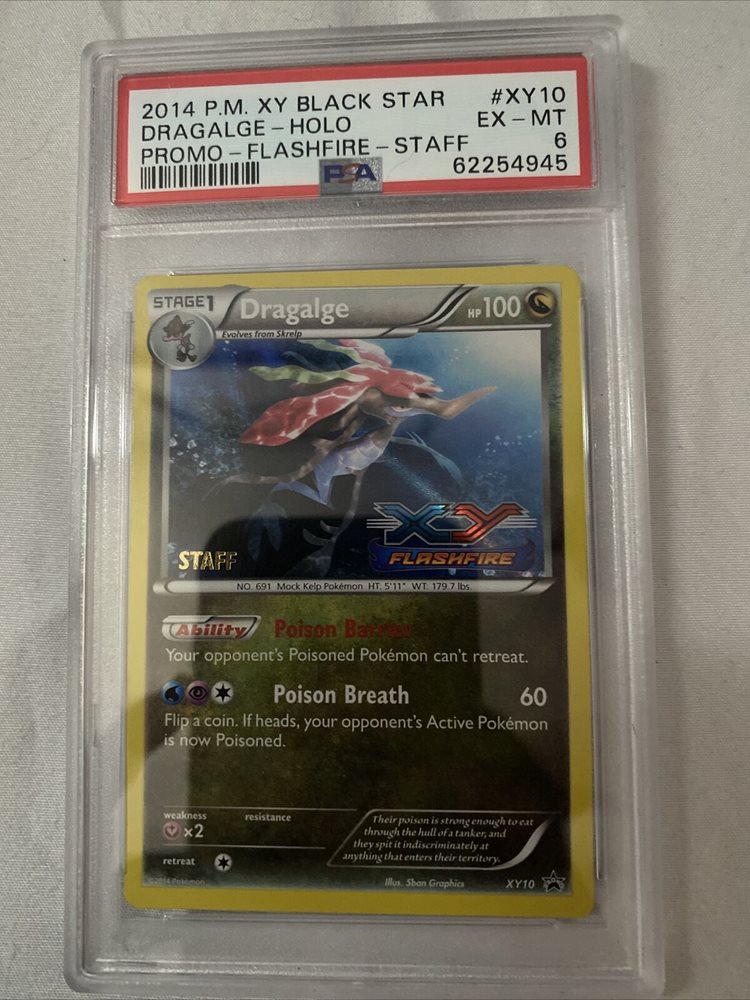 2014 P.M. XY BLACK STAR #XY10
DRAGALGE - HOLO EX - MT
PROMO - FLASHFIRE - STAFF 6
PSA 62254945
STAGE1 Dragalge HP100
Evolves from Skrelp
XY
STAFF FLASHFIRE
NO. 691 Mock Kelp Pokémon HT: 5'11" WT: 179.7 lbs.
Ability Poison Barrier
Your opponent's Poisoned Pokémon can't retreat.
Poison Breath 60
Flip a coin. If heads, your opponent's Active Pokémon
is now Poisoned.
weakness resistance
×2
retreat
Their poison is strong enough to eat
through the hull of a tanker, and
they spit it indiscriminately at
anything that enters their territory.
©2014 Pokémon Illus. Sban Graphics XY10